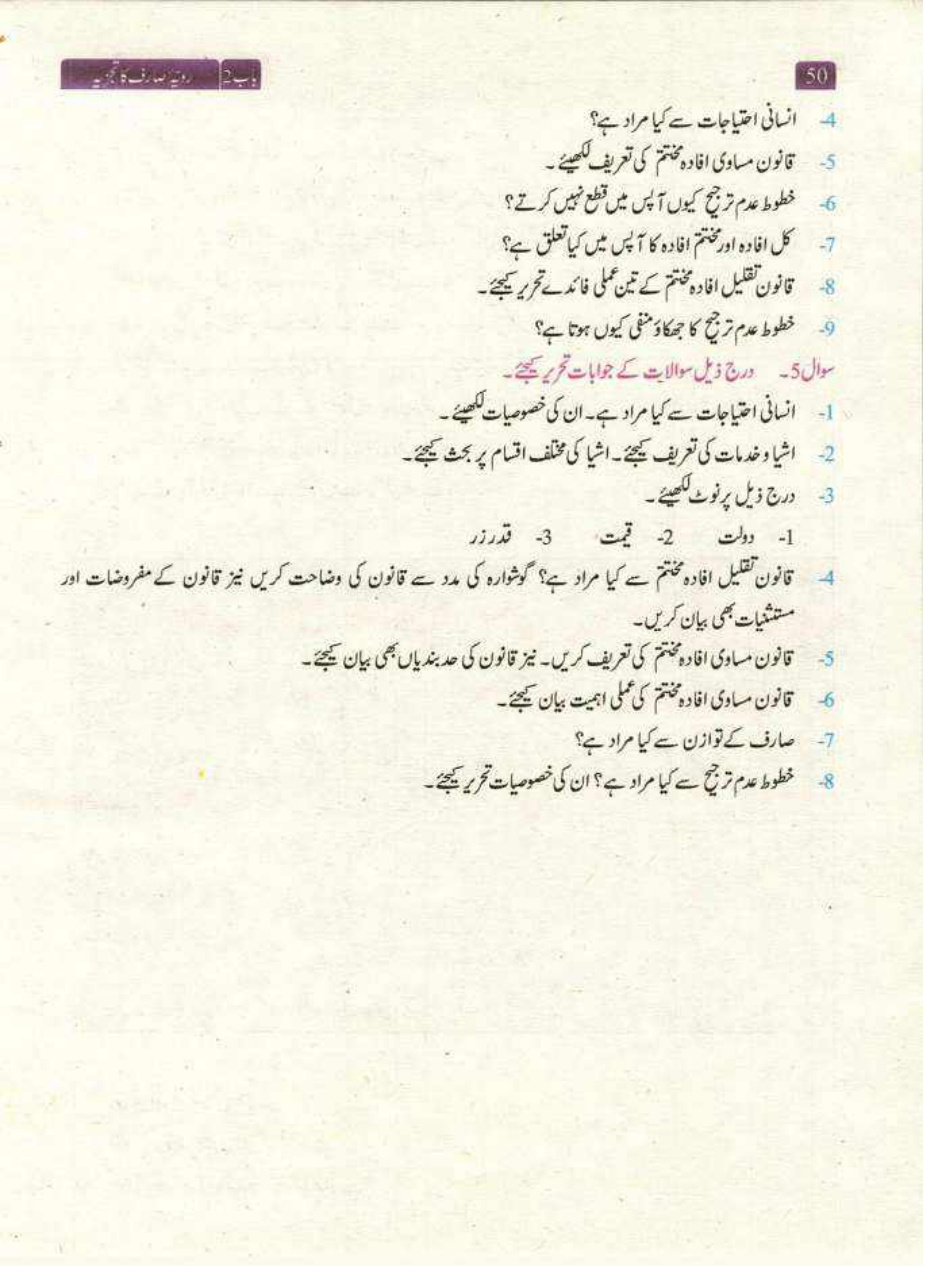 50
باب 2 رویۂ صارف کا تجزیہ
4- انسانی احتیاجات سے کیا مراد ہے؟
5- قانون مساوی افادہ مختتم کی تعریف لکھیئے۔
6- خطوط عدم ترجیح کیوں آپس میں قطع نہیں کرتے؟
7- کل افادہ اور مختتم افادہ کا آپس میں کیا تعلق ہے؟
8- قانون تقلیل افادہ مختتم کے تین عملی فائدے تحریر کیجئے۔
9- خطوط عدم ترجیح کا جھکاؤ منفی کیوں ہوتا ہے؟
سوال 5۔ درج ذیل سوالات کے جوابات تحریر کیجئے۔
1- انسانی احتیاجات سے کیا مراد ہے۔ ان کی خصوصیات لکھیئے۔
2- اشیا و خدمات کی تعریف کیجئے۔ اشیا کی مختلف اقسام پر بحث کیجئے۔
3- درج ذیل پر نوٹ لکھیئے۔
1- دولت 2- قیمت 3- قدر زر
4- قانون تقلیل افادہ مختتم سے کیا مراد ہے؟ گوشوارہ کی مدد سے قانون کی وضاحت کریں نیز قانون کے مفروضات اور
مستثنیات بھی بیان کریں۔
5- قانون مساوی افادہ مختتم کی تعریف کریں۔ نیز قانون کی حد بندیاں بھی بیان کیجئے۔
6- قانون مساوی افادہ مختتم کی عملی اہمیت بیان کیجئے۔
7- صارف کے توازن سے کیا مراد ہے؟
8- خطوط عدم ترجیح سے کیا مراد ہے؟ ان کی خصوصیات تحریر کیجئے۔